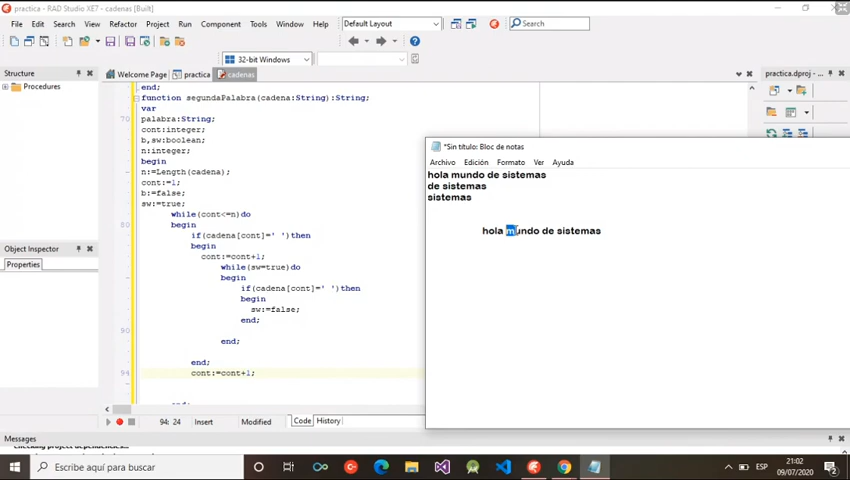 practica - RAD Studio XE7 - cadenas [Built]
File Edit Search View Refactor Project Run Component Tools Window Help
Default Layout
Search
32-bit Windows
Structure
Procedures
Welcome Page practica cadenas
practica.dproj - ...
end;
function segundaPalabra(cadena:String):String;
var
70 palabra:String;
cont:integer;
b,sw:boolean;
n:integer;
begin
n:=Length(cadena);
cont:=1;
b:=false;
sw:=true;
while(cont<=n)do
80 begin
if(cadena[cont]=' ')then
begin
cont:=cont+1;
while(sw=true)do
begin
if(cadena[cont]=' ')then
begin
sw:=false;
end;
90
end;
end;
94 cont:=cont+1;
Object Inspector
Properties
*Sin título: Bloc de notas
Archivo Edición Formato Ver Ayuda
hola mundo de sistemas
de sistemas
sistemas
hola mundo de sistemas
94: 24 Insert Modified Code History
Messages
Checking project dependencies...
Escribe aquí para buscar
ESP
21:02
09/07/2020
2